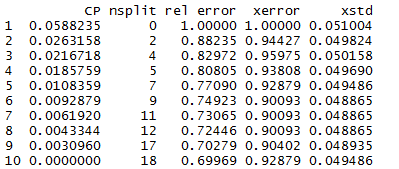 CP nsplit rel error xerror xstd
1 0.0588235 0 1.00000 1.00000 0.051004
2 0.0263158 2 0.88235 0.94427 0.049824
3 0.0216718 4 0.82972 0.95975 0.050158
4 0.0185759 5 0.80805 0.93808 0.049690
5 0.0108359 7 0.77090 0.92879 0.049486
6 0.0092879 9 0.74923 0.90093 0.048865
7 0.0061920 11 0.73065 0.90093 0.048865
8 0.0043344 12 0.72446 0.90093 0.048865
9 0.0030960 17 0.70279 0.90402 0.048935
10 0.0000000 18 0.69969 0.92879 0.049486